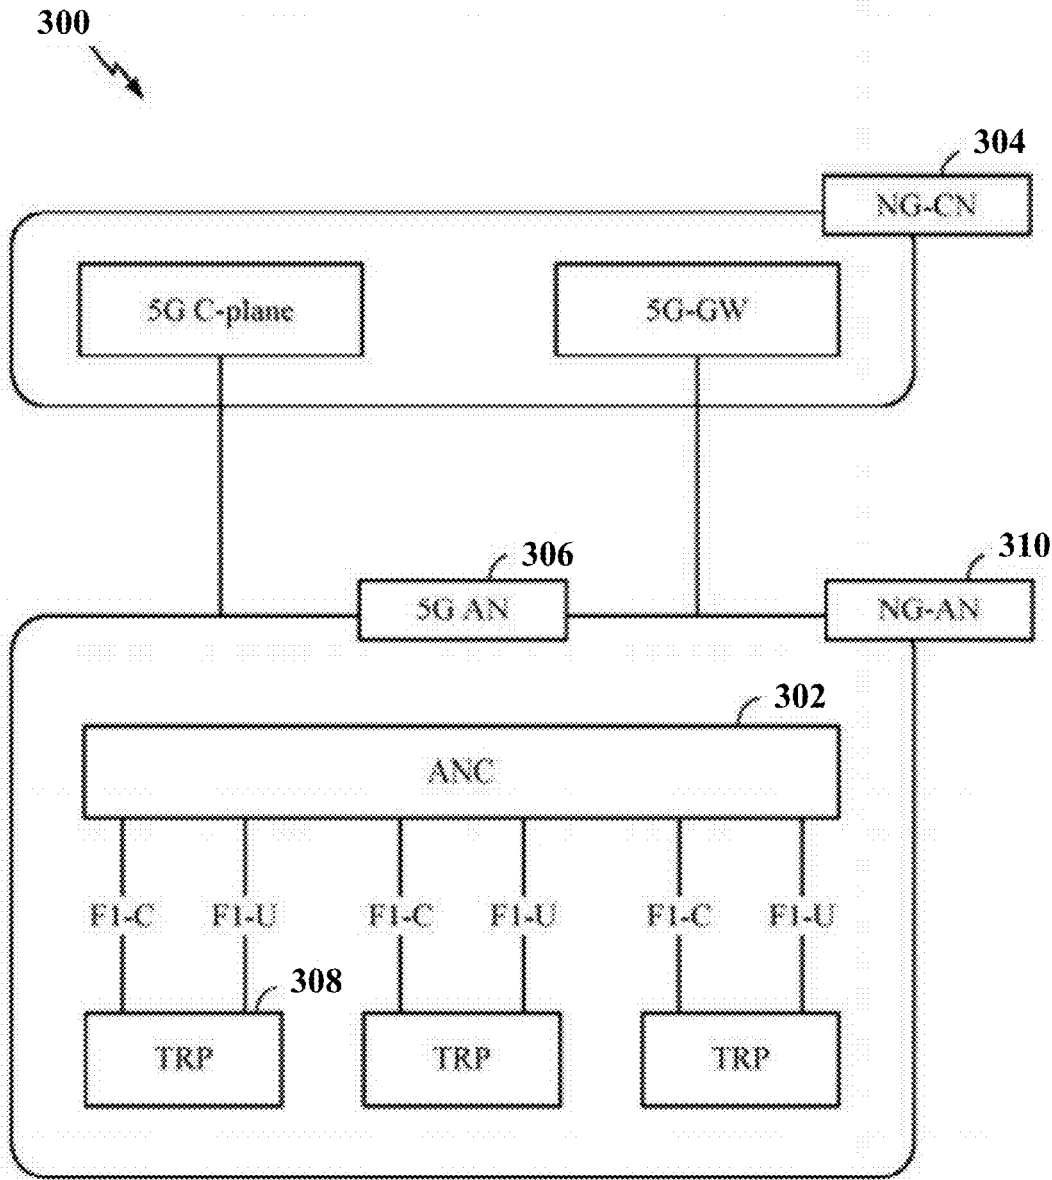 300
304
NG-CN
5G C-plane
5G-GW
306
310
5G AN
NG-AN
302
ANC
F1-C F1-U F1-C F1-U F1-C F1-U
308
TRP TRP TRP